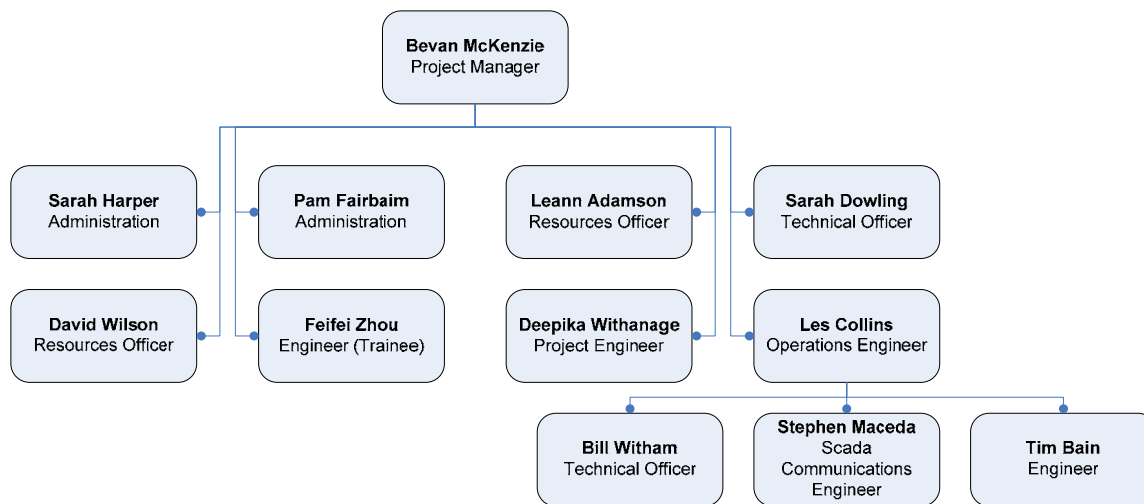 Bevan McKenzie
Project Manager
Sarah Harper
Administration
Pam Fairbaim
Administration
Leann Adamson
Resources Officer
Sarah Dowling
Technical Officer
David Wilson
Resources Officer
Feifei Zhou
Engineer (Trainee)
Deepika Withanage
Project Engineer
Les Collins
Operations Engineer
Bill Witham
Technical Officer
Stephen Maceda
Scada
Communications
Engineer
Tim Bain
Engineer